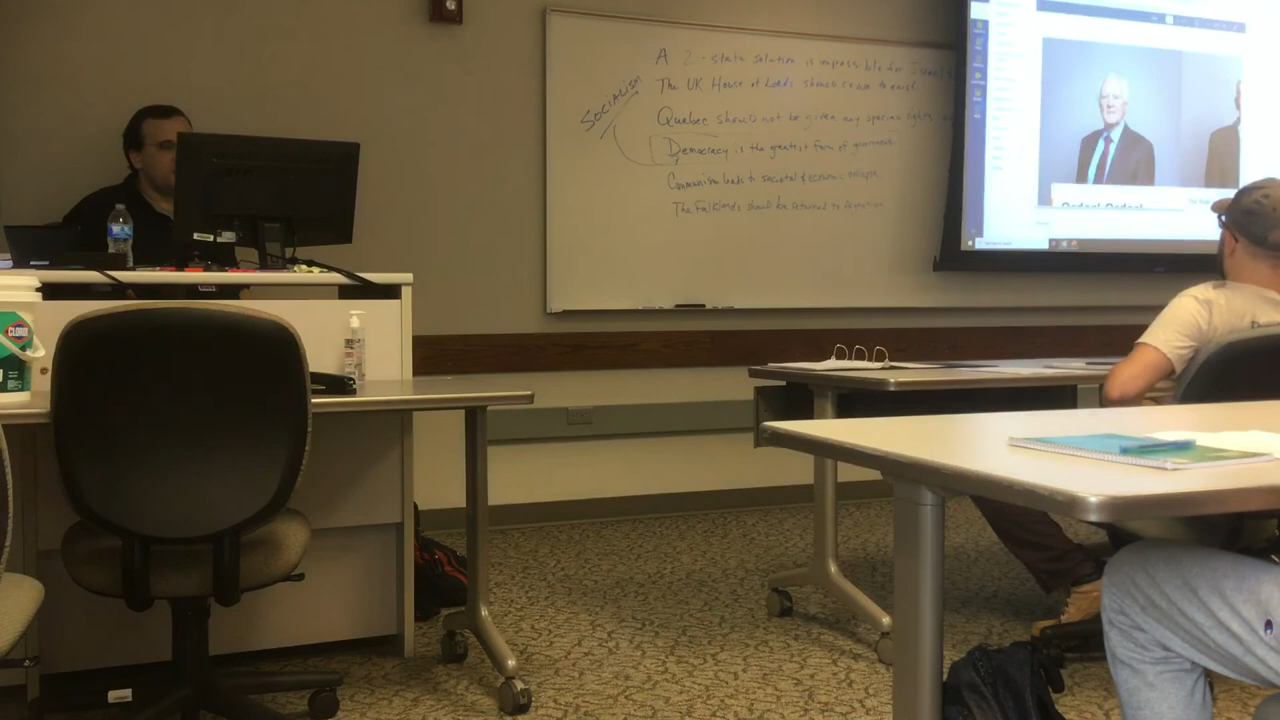 A 2-state solution is impossible for Israel
The UK House of Lords should cease to exist
SOCIALISM
Quebec should not be given any special rights
Democracy is the greatest form of government
Communism leads to societal & economic collapse
The Falklands should be returned to Argentina
CLORO